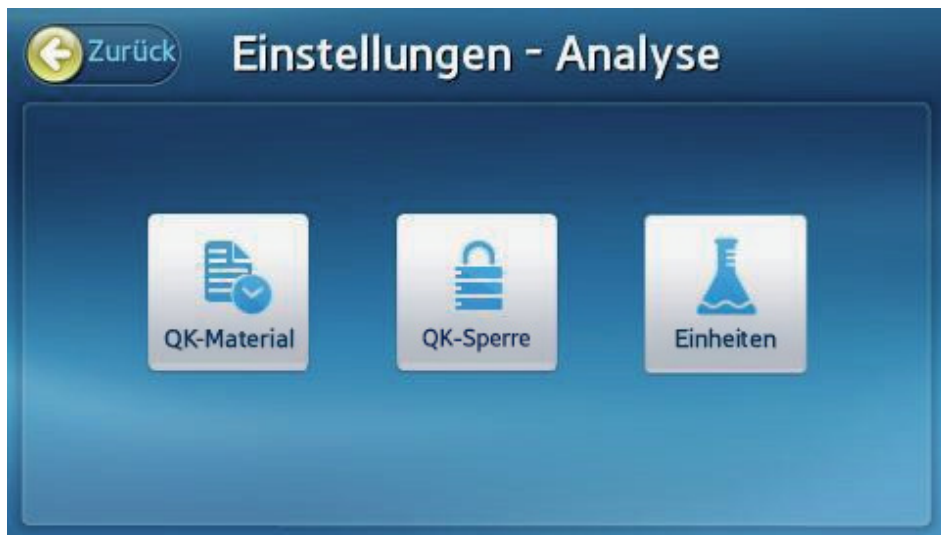 Zurück
Einstellungen - Analyse
QK-Material
QK-Sperre
Einheiten